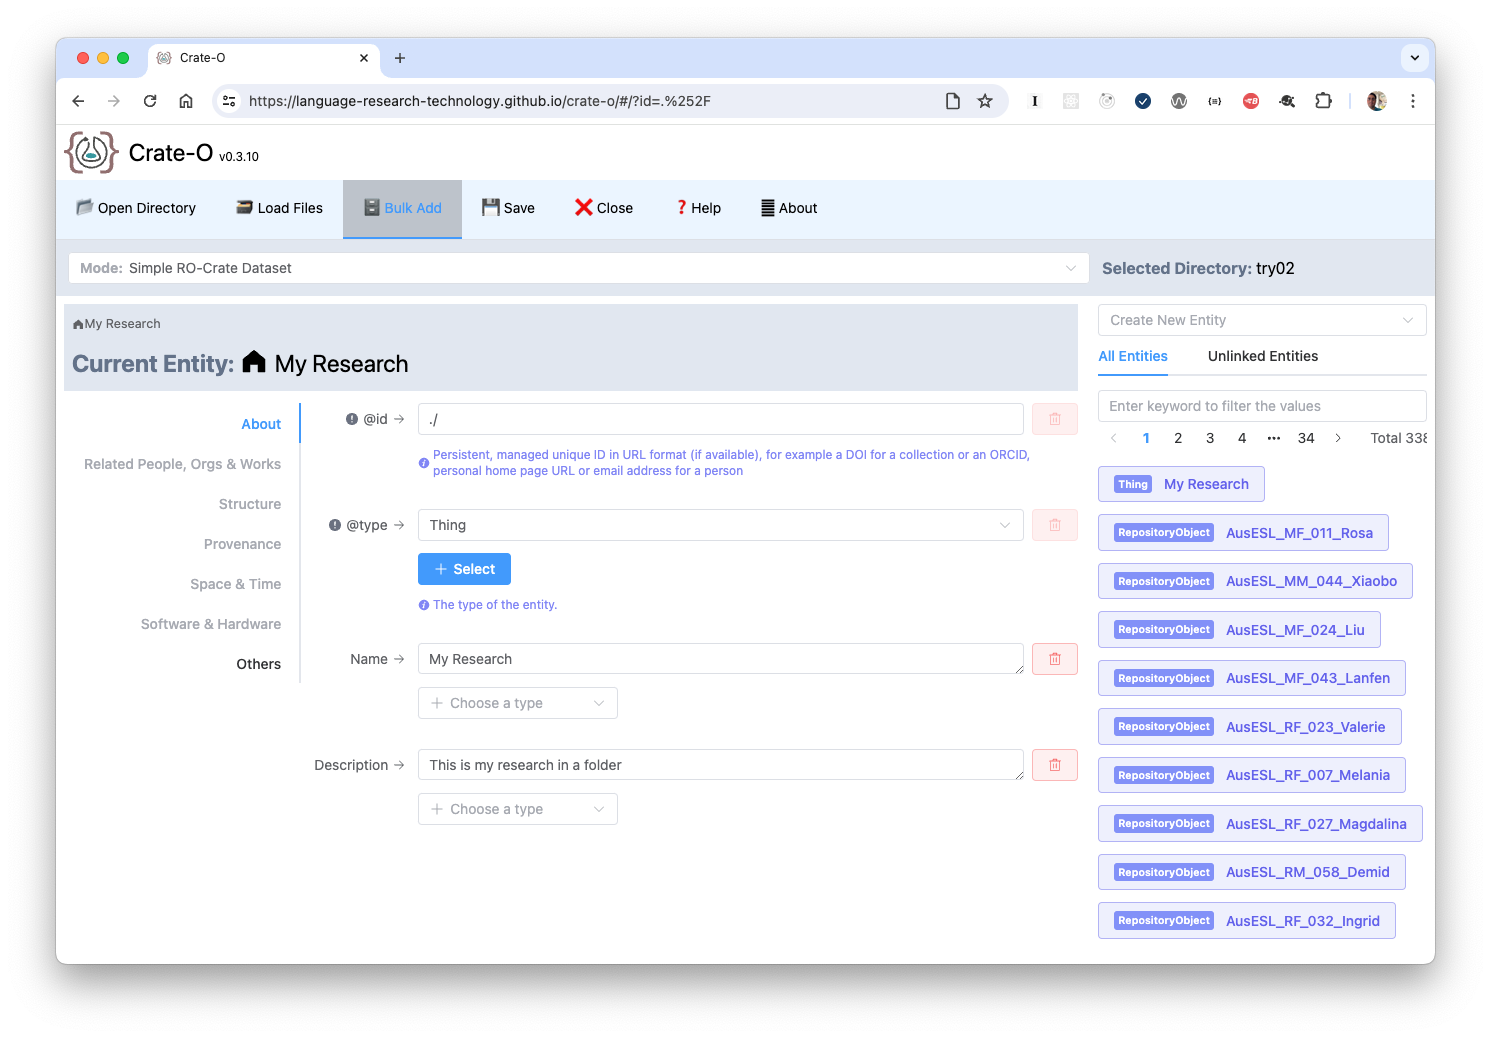 Crate-O
https://language-research-technology.github.io/crate-o/#/?id=.%252F
Crate-O v0.3.10
Open Directory Load Files Bulk Add Save Close Help About
Mode: Simple RO-Crate Dataset
Selected Directory: try02
My Research
Current Entity: My Research
About
Related People, Orgs & Works
Structure
Provenance
Space & Time
Software & Hardware
Others
@id
./
Persistent, managed unique ID in URL format (if available), for example a DOI for a collection or an ORCID,
personal home page URL or email address for a person
@type
Thing
+ Select
The type of the entity.
Name
My Research
+ Choose a type
Description
This is my research in a folder
+ Choose a type
Create New Entity
All Entities Unlinked Entities
Enter keyword to filter the values
1 2 3 4 ••• 34 Total 338
Thing My Research
RepositoryObject AusESL_MF_011_Rosa
RepositoryObject AusESL_MM_044_Xiaobo
RepositoryObject AusESL_MF_024_Liu
RepositoryObject AusESL_MF_043_Lanfen
RepositoryObject AusESL_RF_023_Valerie
RepositoryObject AusESL_RF_007_Melania
RepositoryObject AusESL_RF_027_Magdalina
RepositoryObject AusESL_RM_058_Demid
RepositoryObject AusESL_RF_032_Ingrid